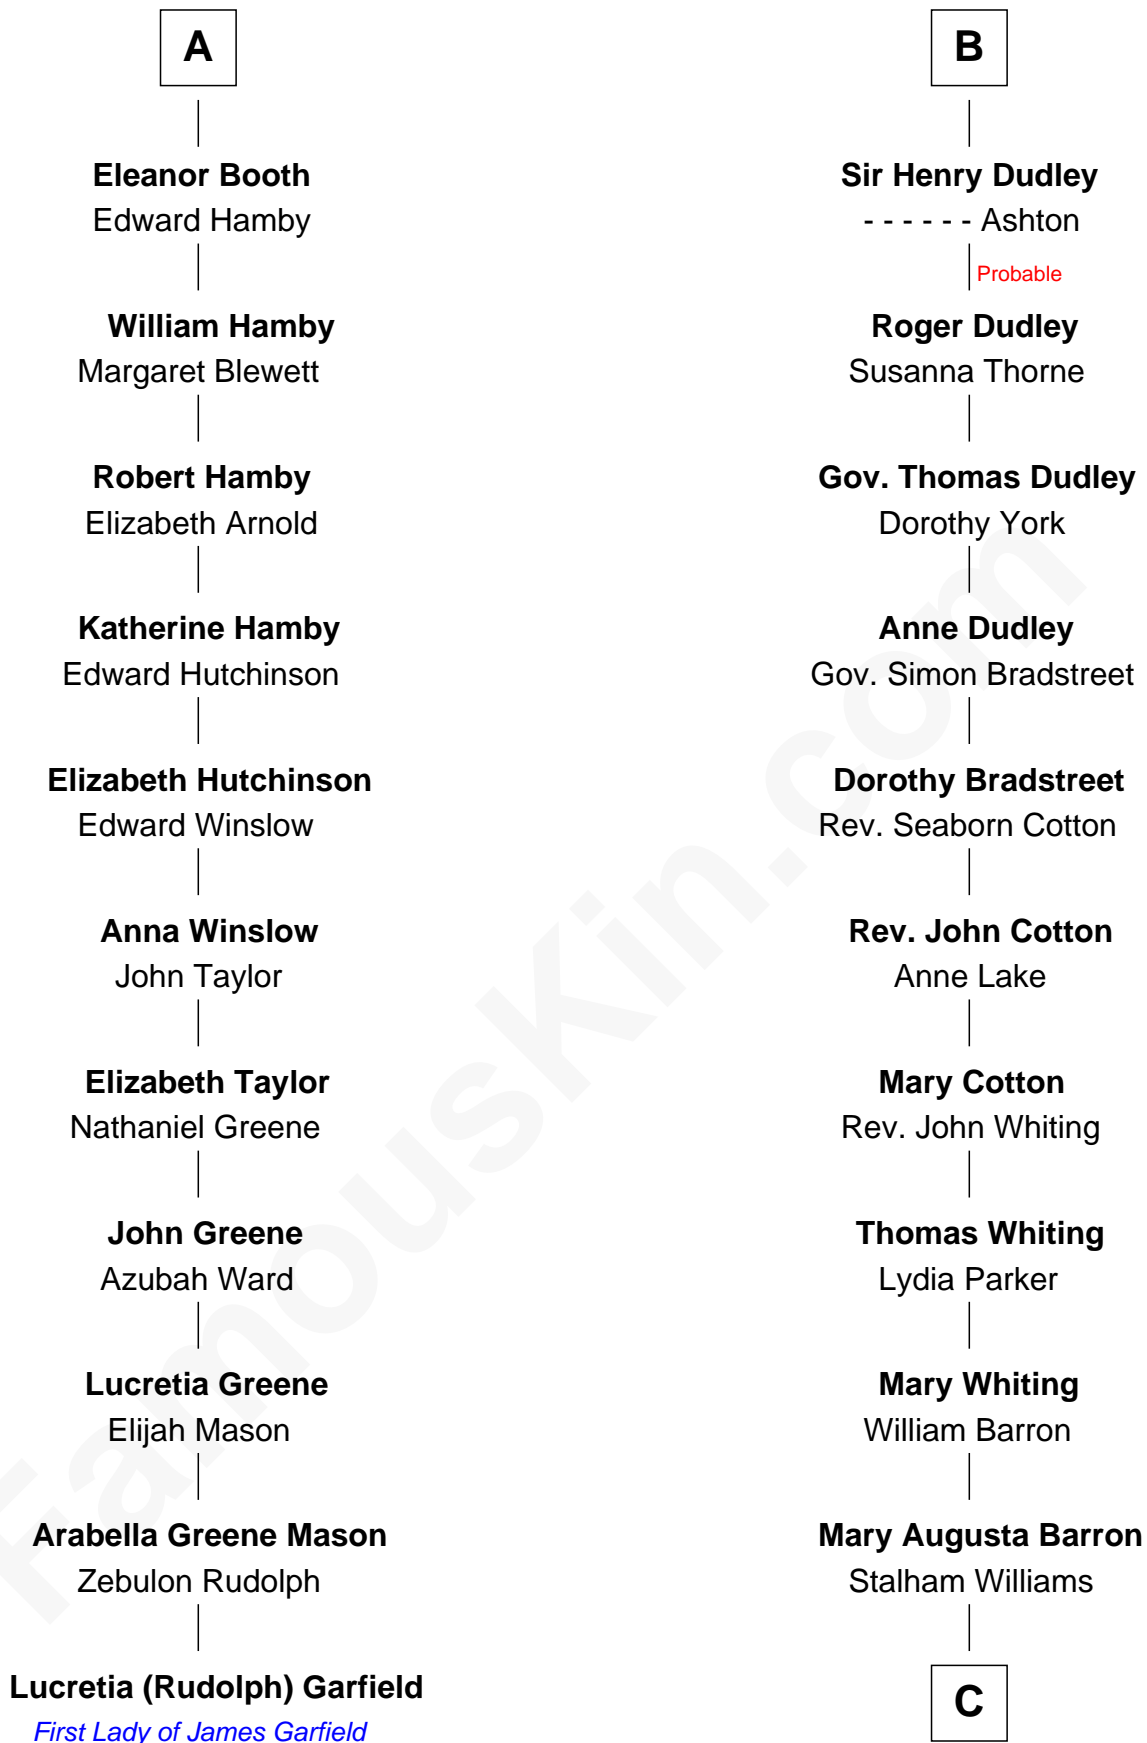 A
Eleanor Booth
Edward Hamby
William Hamby
Margaret Blewett
Robert Hamby
Elizabeth Arnold
Katherine Hamby
Edward Hutchinson
Elizabeth Hutchinson
Edward Winslow
Anna Winslow
John Taylor
Elizabeth Taylor
Nathaniel Greene
John Greene
Azubah Ward
Lucretia Greene
Elijah Mason
Arabella Greene Mason
Zebulon Rudolph
Lucretia (Rudolph) Garfield
First Lady of James Garfield
B
Sir Henry Dudley
- - - - - - Ashton
Probable
Roger Dudley
Susanna Thorne
Gov. Thomas Dudley
Dorothy York
Anne Dudley
Gov. Simon Bradstreet
Dorothy Bradstreet
Rev. Seaborn Cotton
Rev. John Cotton
Anne Lake
Mary Cotton
Rev. John Whiting
Thomas Whiting
Lydia Parker
Mary Whiting
William Barron
Mary Augusta Barron
Stalham Williams
C
FamousKin.com